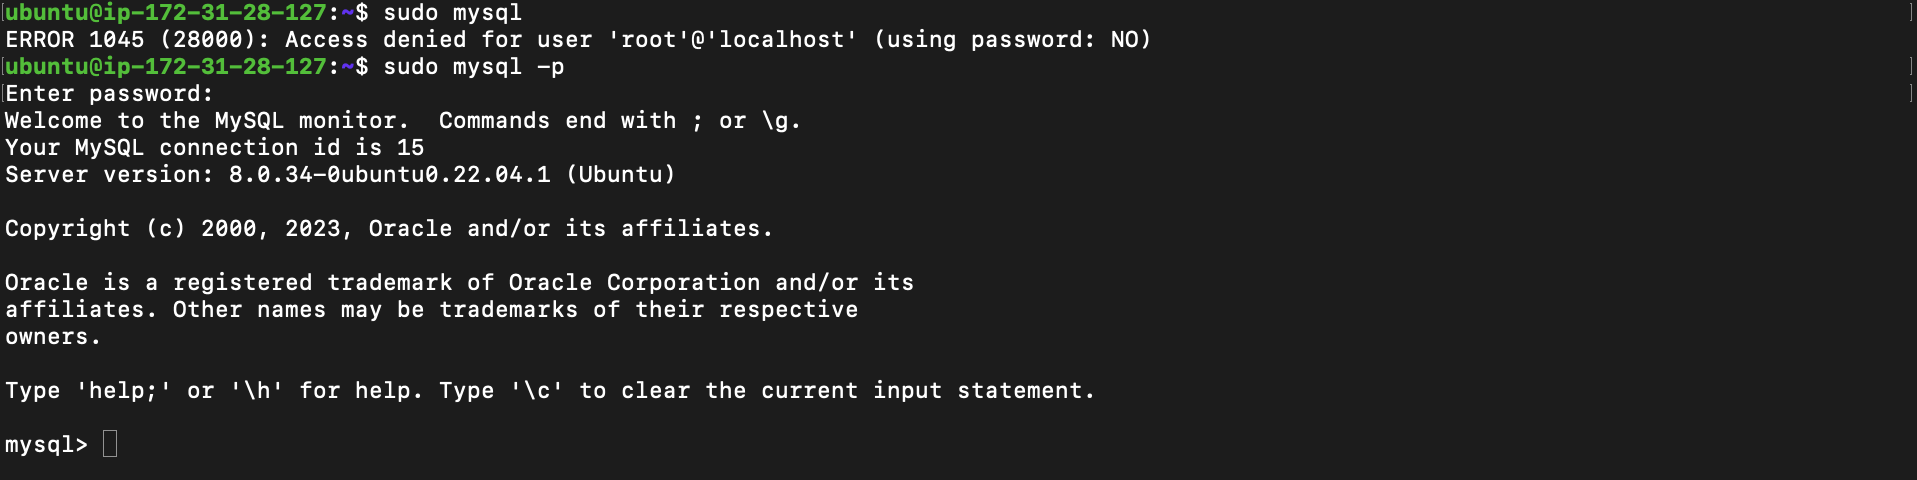 ubuntu@ip-172-31-28-127:~$ sudo mysql
ERROR 1045 (28000): Access denied for user 'root'@'localhost' (using password: NO)
ubuntu@ip-172-31-28-127:~$ sudo mysql -p
Enter password:
Welcome to the MySQL monitor.  Commands end with ; or \g.
Your MySQL connection id is 15
Server version: 8.0.34-0ubuntu0.22.04.1 (Ubuntu)
Copyright (c) 2000, 2023, Oracle and/or its affiliates.
Oracle is a registered trademark of Oracle Corporation and/or its
affiliates. Other names may be trademarks of their respective
owners.
Type 'help;' or '\h' for help. Type '\c' to clear the current input statement.
mysql>